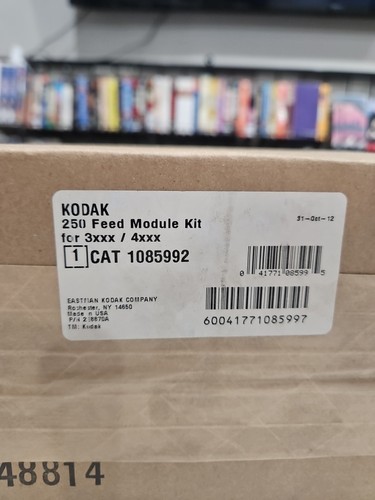 KODAK
250 Feed Module Kit
for 3xxx / 4xxx
1 CAT 1085992
31-Oct-12
0 41771 08599 5
EASTMAN KODAK COMPANY
Rochester, NY 14650
Made in USA
TM: Kodak
60041771085997
48814